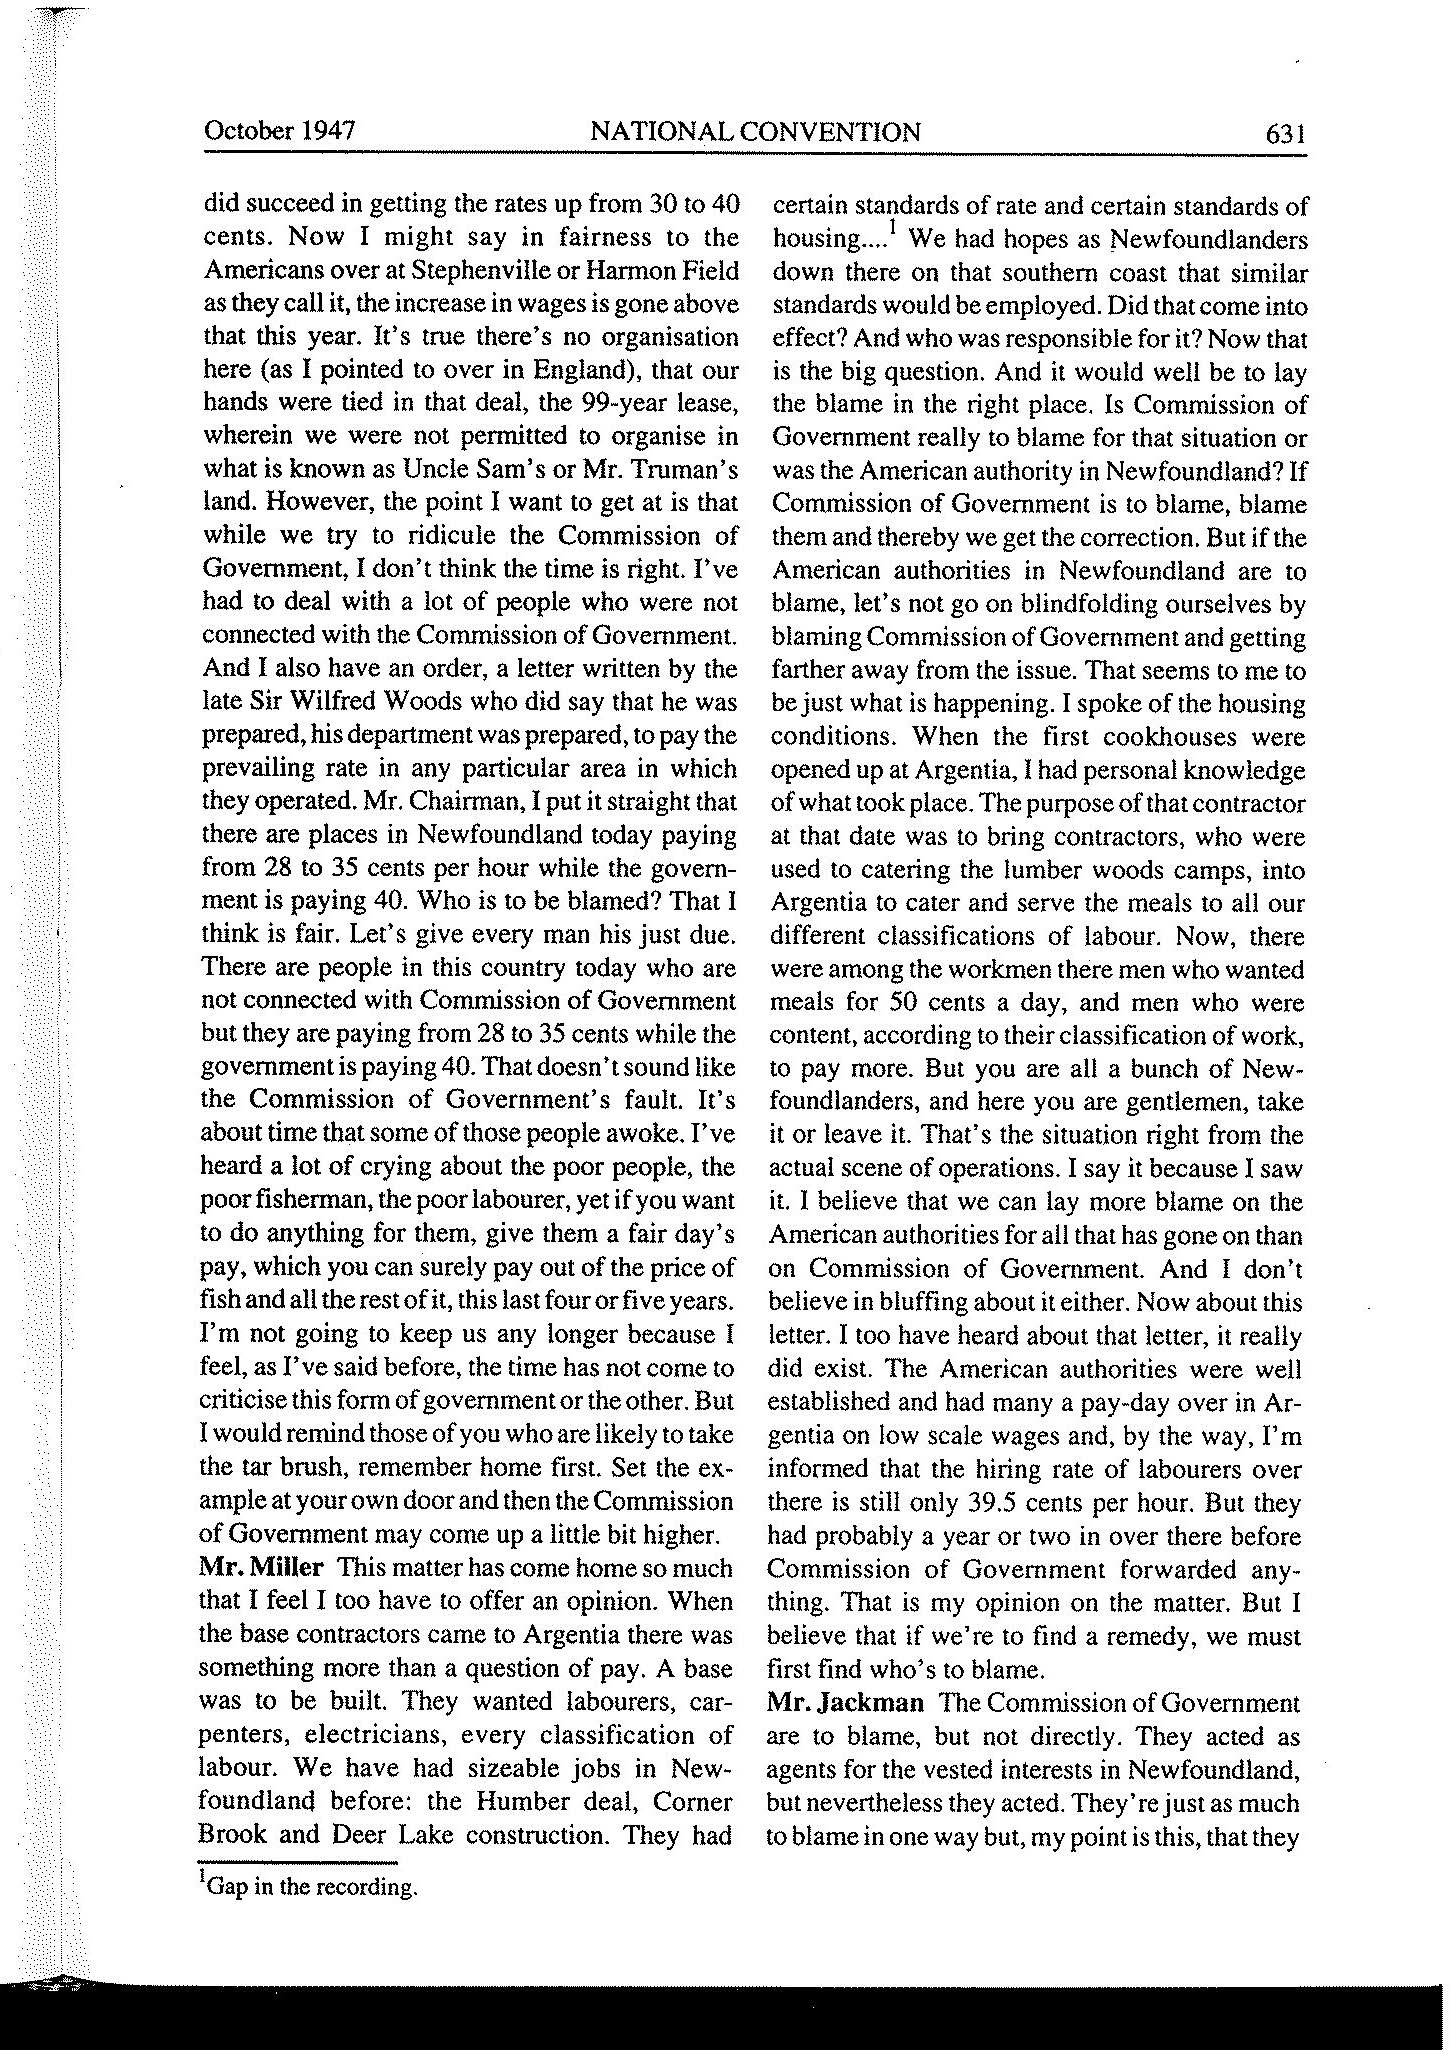 October 1947
NATIONAL CONVENTION
631
did succeed in getting the rates up from 30 to 40
cents. Now I might say in fairness to the
Americans over at Stephenville or Harmon Field
as they call it, the increase in wages is gone above
that this year. It's true there's no organisation
here (as I pointed to over in England), that our
hands were tied in that deal, the 99-year lease,
wherein we were not permitted to organise in
what is known as Uncle Sam's or Mr. Truman's
land. However, the point I want to get at is that
while we try to ridicule the Commission of
Government, I don't think the time is right. I've
had to deal with a lot of people who were not
connected with the Commission of Government.
And I also have an order, a letter written by the
late Sir Wilfred Woods who did say that he was
prepared, his department was prepared, to pay the
prevailing rate in any particular area in which
they operated. Mr. Chairman, I put it straight that
there are places in Newfoundland today paying
from 28 to 35 cents per hour while the govern-
ment is paying 40. Who is to be blamed? That I
think is fair. Let's give every man his just due.
There are people in this country today who are
not connected with Commission of Government
but they are paying from 28 to 35 cents while the
government is paying 40. That doesn't sound like
the Commission of Government's fault. It's
about time that some of those people awoke. I've
heard a lot of crying about the poor people, the
poor fisherman, the poor labourer, yet if you want
to do anything for them, give them a fair day's
pay, which you can surely pay out of the price of
fish and all the rest of it, this last four or five years.
I'm not going to keep us any longer because I
feel, as I've said before, the time has not come to
criticise this form of government or the other. But
I would remind those of you who are likely to take
the tar brush, remember home first. Set the ex-
ample at your own door and then the Commission
of Government may come up a little bit higher.
Mr. Miller This matter has come home so much
that I feel I too have to offer an opinion. When
the base contractors came to Argentia there was
something more than a question of pay. A base
was to be built. They wanted labourers, car-
penters, electricians, every classification of
labour. We have had sizeable jobs in New-
foundland before: the Humber deal, Corner
Brook and Deer Lake construction. They had
certain standards of rate and certain standards of
housing....1 We had hopes as Newfoundlanders
down there on that southern coast that similar
standards would be employed. Did that come into
effect? And who was responsible for it? Now that
is the big question. And it would well be to lay
the blame in the right place. Is Commission of
Government really to blame for that situation or
was the American authority in Newfoundland? If
Commission of Government is to blame, blame
them and thereby we get the correction. But if the
American authorities in Newfoundland are to
blame, let's not go on blindfolding ourselves by
blaming Commission of Government and getting
farther away from the issue. That seems to me to
be just what is happening. I spoke of the housing
conditions. When the first cookhouses were
opened up at Argentia, I had personal knowledge
of what took place. The purpose of that contractor
at that date was to bring contractors, who were
used to catering the lumber woods camps, into
Argentia to cater and serve the meals to all our
different classifications of labour. Now, there
were among the workmen there men who wanted
meals for 50 cents a day, and men who were
content, according to their classification of work,
to pay more. But you are all a bunch of New-
foundlanders, and here you are gentlemen, take
it or leave it. That's the situation right from the
actual scene of operations. I say it because I saw
it. I believe that we can lay more blame on the
American authorities for all that has gone on than
on Commission of Government. And I don't
believe in bluffing about it either. Now about this
letter. I too have heard about that letter, it really
did exist. The American authorities were well
established and had many a pay-day over in Ar-
gentia on low scale wages and, by the way, I'm
informed that the hiring rate of labourers over
there is still only 39.5 cents per hour. But they
had probably a year or two in over there before
Commission of Government forwarded any-
thing. That is my opinion on the matter. But I
believe that if we're to find a remedy, we must
first find who's to blame.
Mr. Jackman The Commission of Government
are to blame, but not directly. They acted as
agents for the vested interests in Newfoundland,
but nevertheless they acted. They're just as much
to blame in one way but, my point is this, that they
1Gap in the recording.